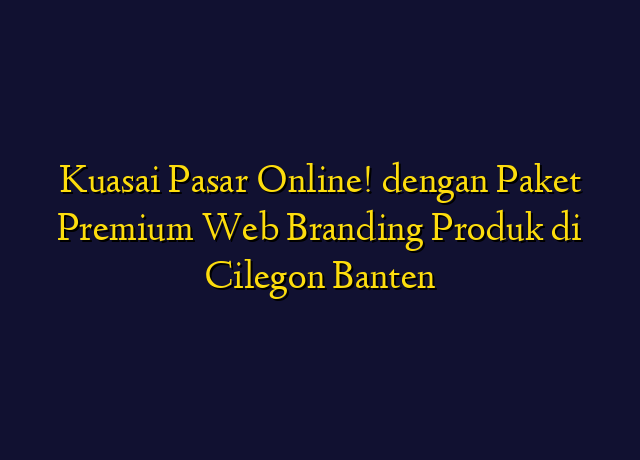 Kuasai Pasar Online! dengan Paket
Premium Web Branding Produk di
Cilegon Banten